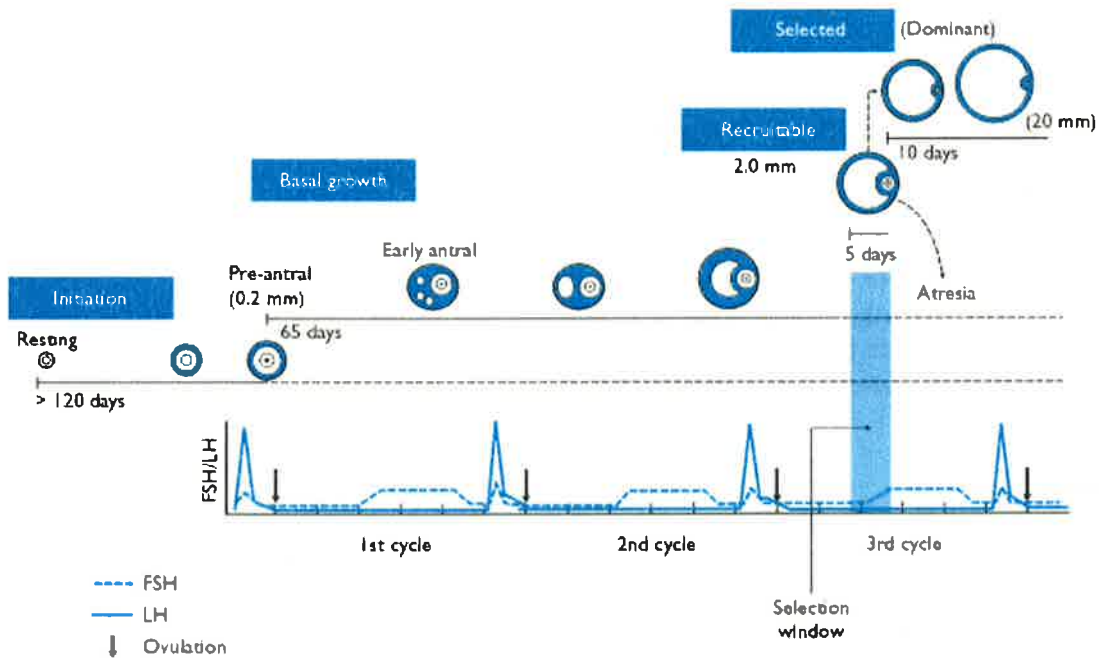 Selected (Dominant)
(20 mm)
Recruitable
2.0 mm
10 days
Basal growth
5 days
Early antral
Pre-antral
(0.2 mm)
Initiation
Atresia
65 days
Resting
> 120 days
FSH/LH
1st cycle 2nd cycle 3rd cycle
FSH
LH
Ovulation
Selection
window